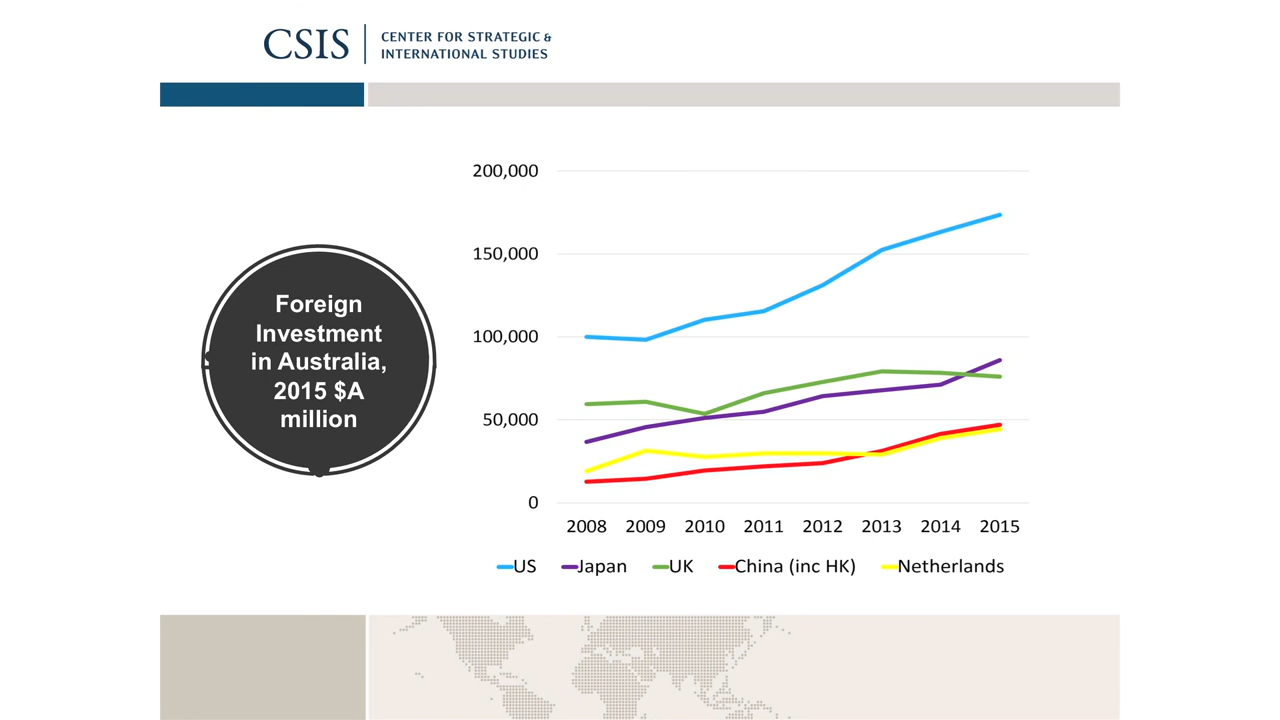 CSIS
CENTER FOR STRATEGIC &
INTERNATIONAL STUDIES
Foreign
Investment
in Australia,
2015 $A
million
200,000
150,000
100,000
50,000
0
2008 2009 2010 2011 2012 2013 2014 2015
US Japan UK China (inc HK) Netherlands